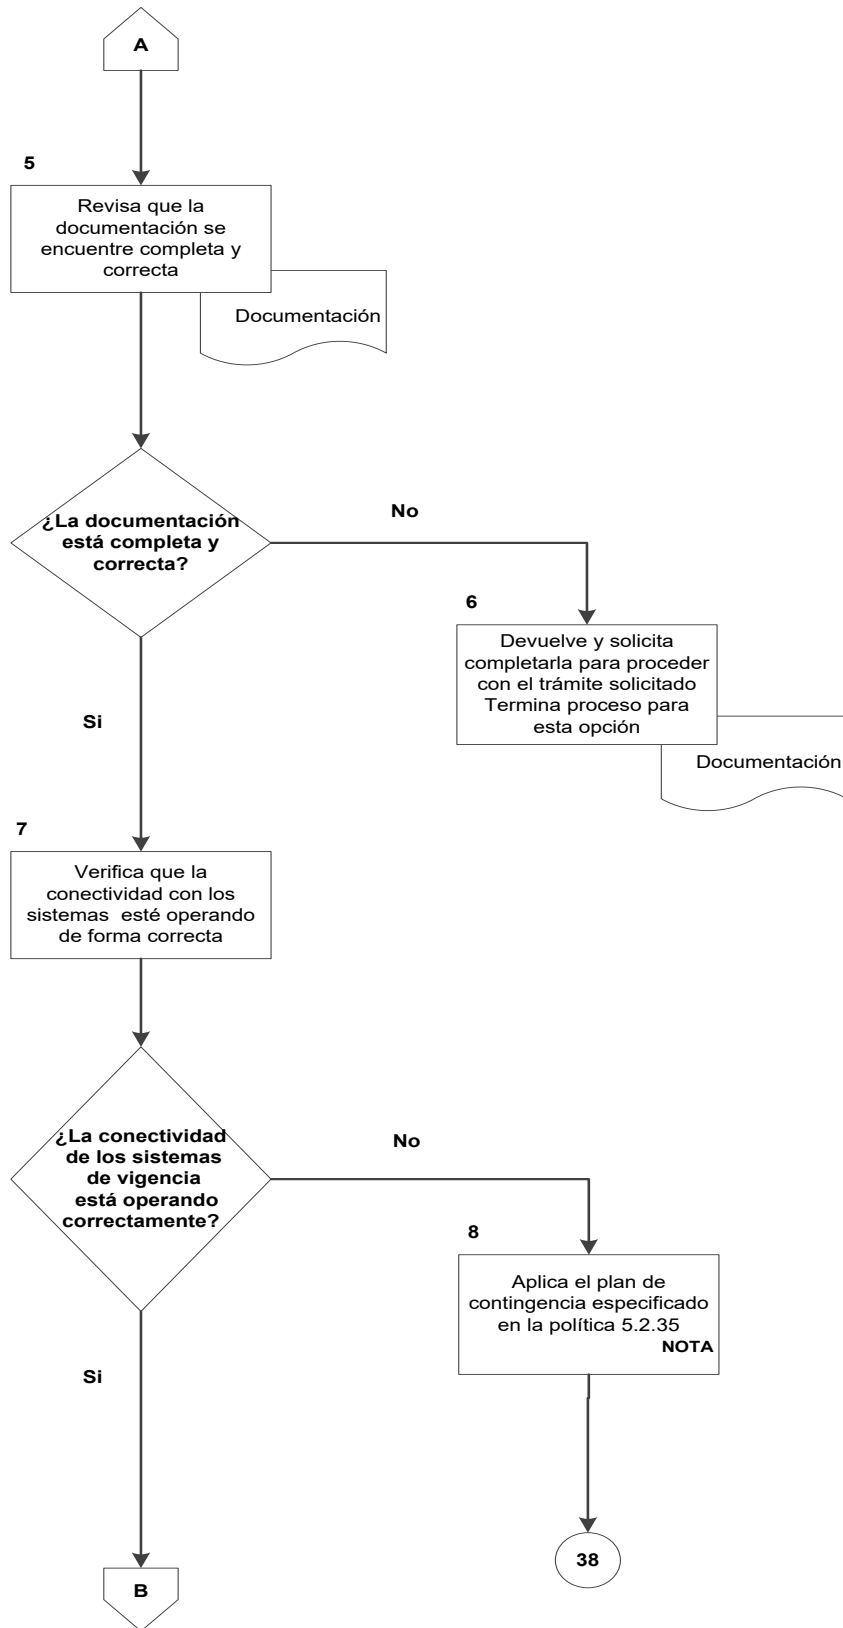 A
5
Revisa que la
documentación se
encuentre completa y
correcta
Documentación
¿La documentación
está completa y
correcta?
No
6
Devuelve y solicita
completarla para proceder
con el trámite solicitado
Termina proceso para
esta opción
Documentación
Si
7
Verifica que la
conectividad con los
sistemas esté operando
de forma correcta
¿La conectividad
de los sistemas
de vigencia
está operando
correctamente?
No
8
Aplica el plan de
contingencia especificado
en la política 5.2.35
NOTA
Si
38
B